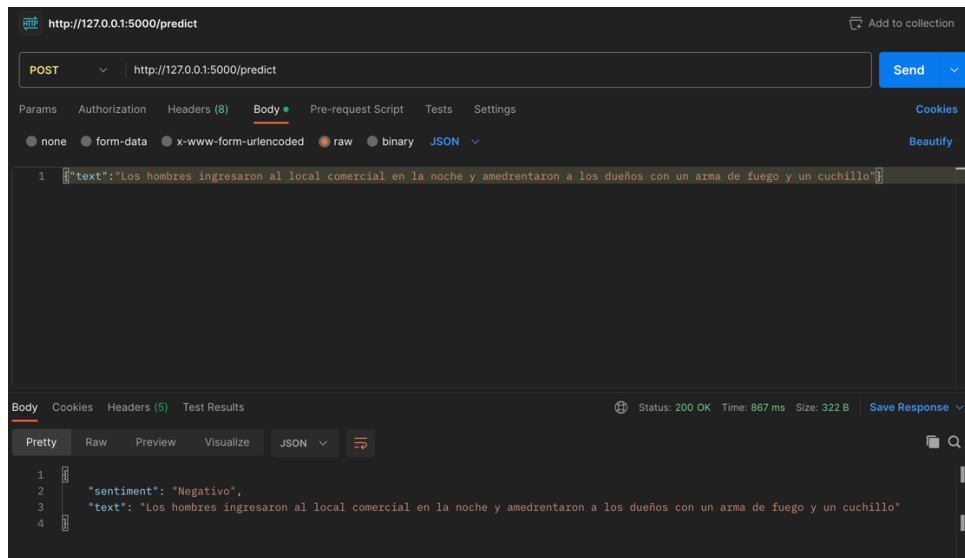 HTTP http://127.0.0.1:5000/predict Add to collection
POST http://127.0.0.1:5000/predict Send
Params Authorization Headers (8) Body Pre-request Script Tests Settings Cookies
none form-data x-www-form-urlencoded raw binary JSON Beautify
1 {"text":"Los hombres ingresaron al local comercial en la noche y amedrentaron a los dueños con un arma de fuego y un cuchillo"}
Body Cookies Headers (5) Test Results Status: 200 OK Time: 867 ms Size: 322 B Save Response
Pretty Raw Preview Visualize JSON
1 {
2 "sentiment": "Negativo",
3 "text": "Los hombres ingresaron al local comercial en la noche y amedrentaron a los dueños con un arma de fuego y un cuchillo"
4 }